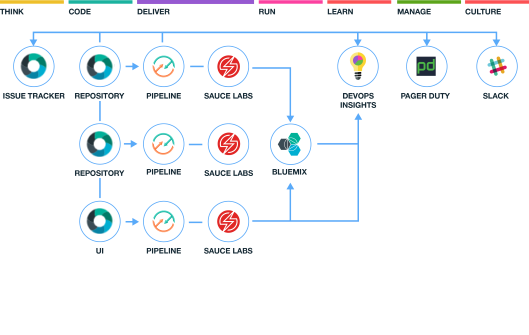 THINK
CODE
DELIVER
RUN
LEARN
MANAGE
CULTURE
pd
ISSUE TRACKER
REPOSITORY
PIPELINE
SAUCE LABS
DEVOPS
INSIGHTS
PAGER DUTY
SLACK
REPOSITORY
PIPELINE
SAUCE LABS
BLUEMIX
UI
PIPELINE
SAUCE LABS